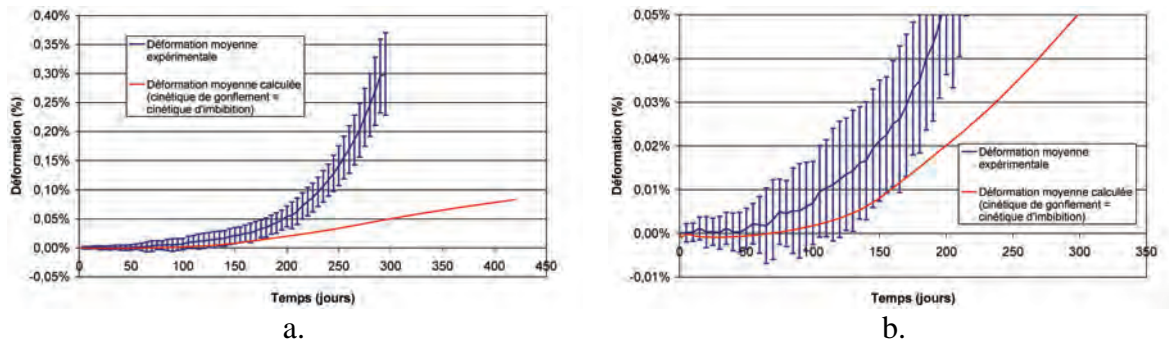 0,40%
0,35%
0,30%
0,25%
0,20%
0,15%
0,10%
0,05%
0,00%
-0,05%
Déformation (%)
Déformation moyenne
expérimentale
Déformation moyenne calculée
(cinétique de gonflement =
cinétique d'imbibition)
0 50 100 150 200 250 300 350 400 450
Temps (jours)
a.
0,05%
0,04%
0,03%
0,02%
0,01%
0,00%
-0,01%
Déformation (%)
Déformation moyenne
expérimentale
Déformation moyenne calculée
(cinétique de gonflement =
cinétique d'imbibition)
0 50 100 150 200 250 300 350
Temps (jours)
b.